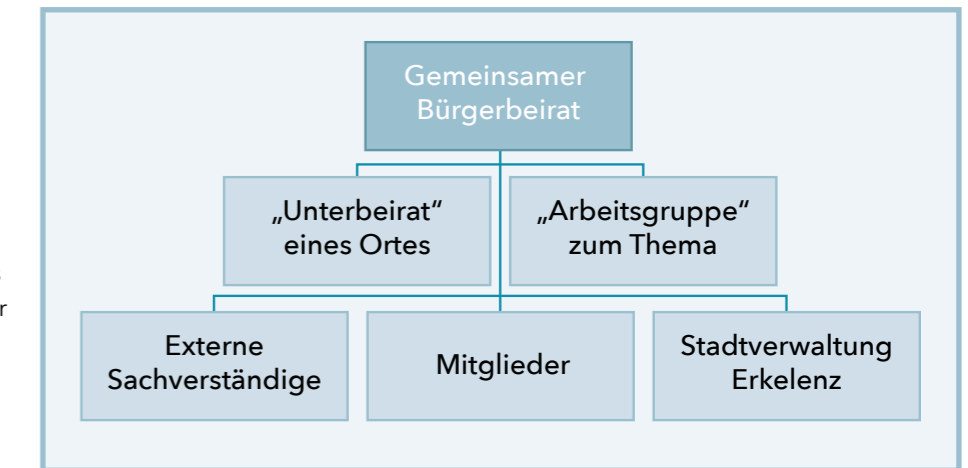 Gemeinsamer
Bürgerbeirat
„Unterbeirat“
eines Ortes
„Arbeitsgruppe“
zum Thema
r
Externe
Sachverständige
Mitglieder
Stadtverwaltung
Erkelenz